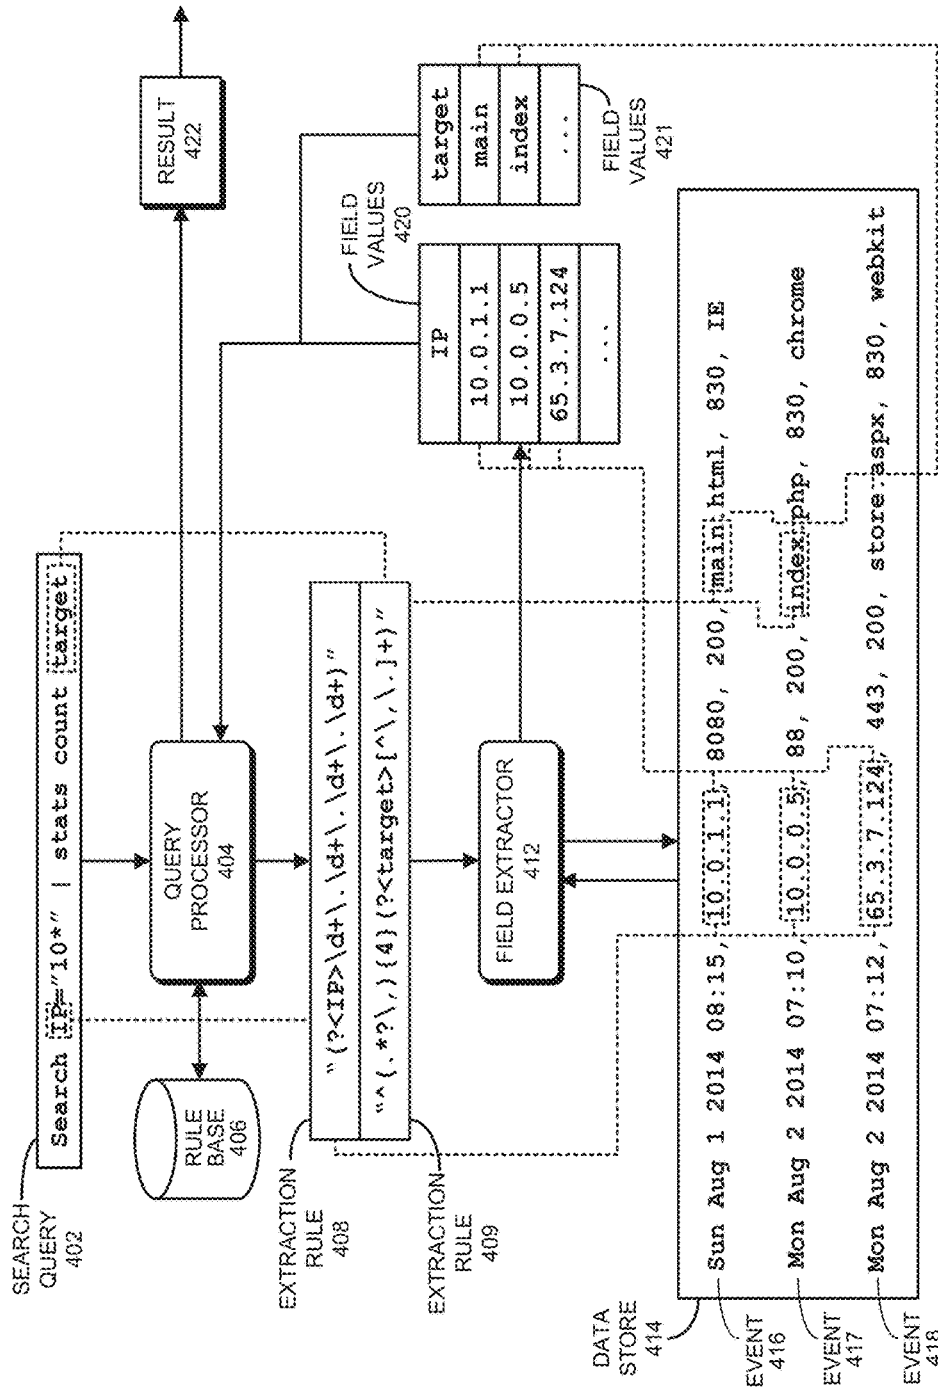 SEARCH
QUERY
402
Search IP="10*" | stats count target
RULE
BASE
406
QUERY
PROCESSOR
404
RESULT
422
EXTRACTION
RULE
408
"(?<IP>\d+\.\d+\.\d+\.\d+)"
"^(.*?\,){4}(?<target>[^\,\.]+)"
EXTRACTION
RULE
409
FIELD EXTRACTOR
412
FIELD
VALUES
420
IP
10.0.1.1
10.0.0.5
65.3.7.124
...
target
main
index
...
FIELD
VALUES
421
DATA
STORE
414
Sun Aug 1 2014 08:15, 10.0.1.1, 8080, 200, main.html, 830, IE
Mon Aug 2 2014 07:10, 10.0.0.5, 88, 200, index.php, 830, chrome
Mon Aug 2 2014 07:12, 65.3.7.124, 443, 200, store.aspx, 830, webkit
EVENT
416
EVENT
417
EVENT
418